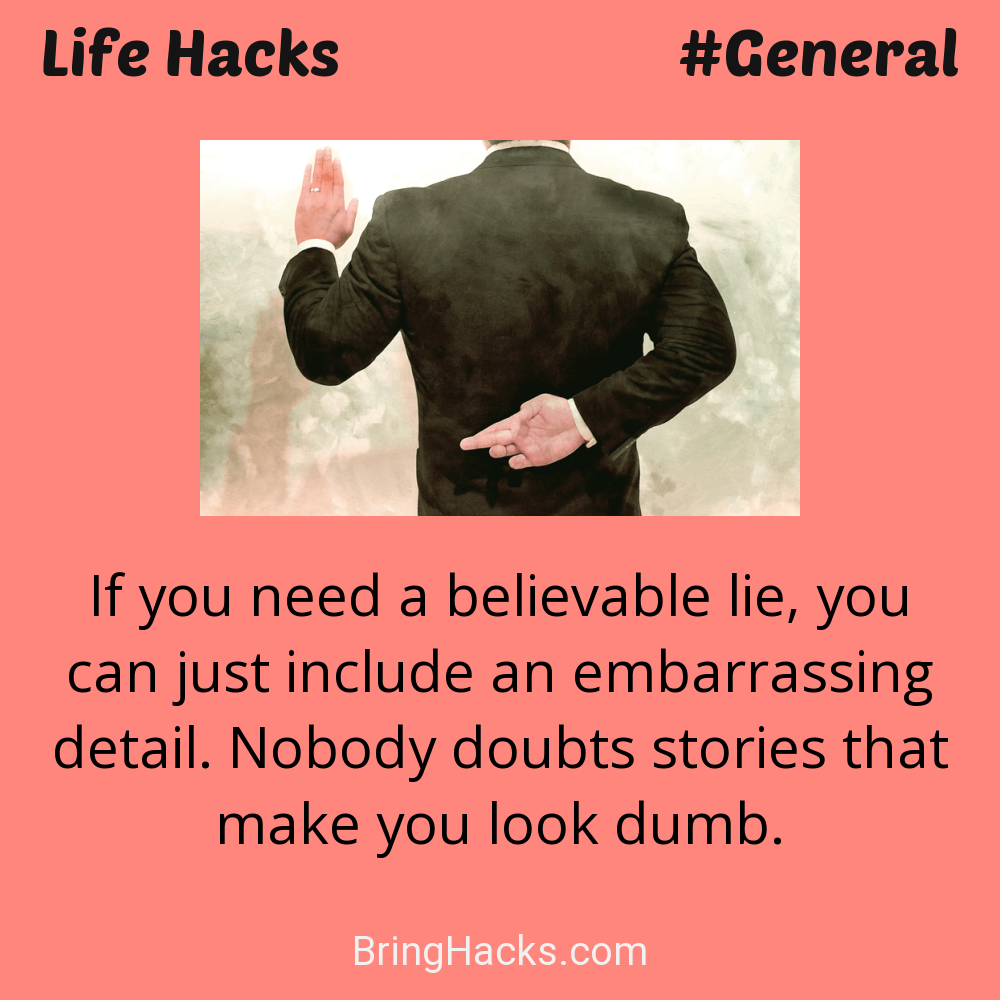 Life Hacks #General
If you need a believable lie, you
can just include an embarrassing
detail. Nobody doubts stories that
make you look dumb.
BringHacks.com